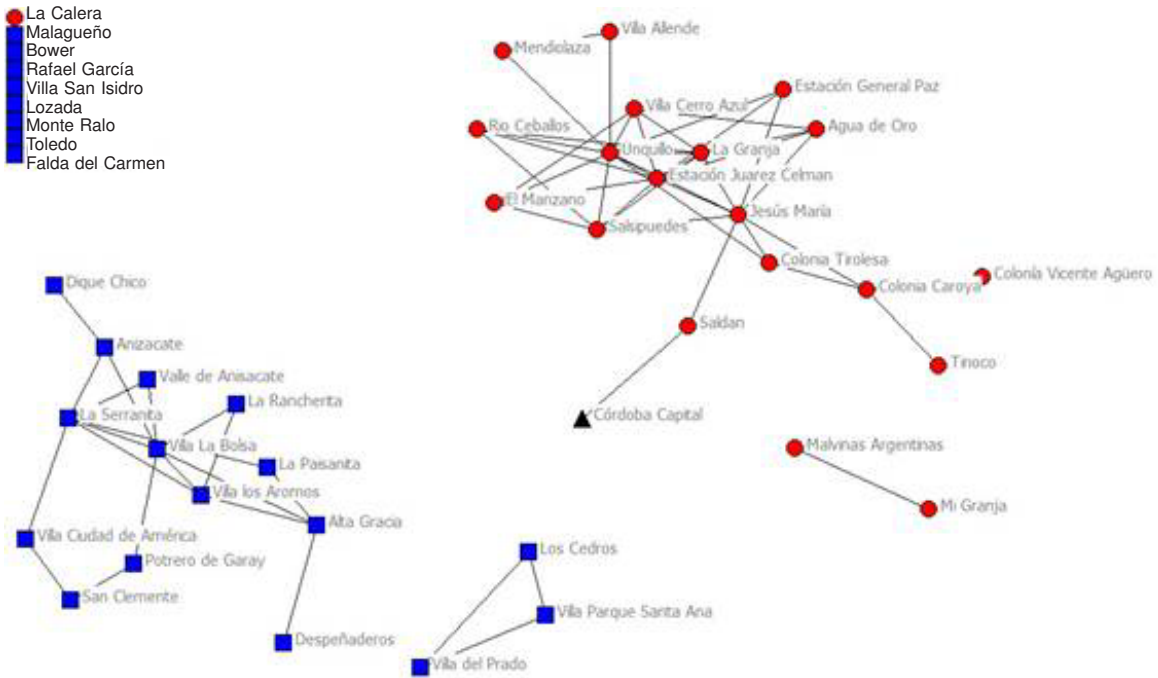 La Calera
Malagueño
Bower
Rafael García
Villa San Isidro
Lozada
Monte Ralo
Toledo
Falda del Carmen
Villa Allende
Mendiolaza
Estación General Paz
Villa Cerro Azul
Rio Ceballos
Agua de Oro
Unquillo
La Granja
Estación Juarez Celman
El Manzano
Jesús María
Salsipuedes
Colonia Tirolesa
Colonía Vicente Agüero
Colonia Caroya
Dique Chico
Saldan
Anizacate
Tinoco
Valle de Anisacate
La Rancherita
La Serranita
Córdoba Capital
Villa La Bolsa
Malvinas Argentinas
La Paisanita
Villa los Aromos
Mi Granja
Alta Gracia
Villa Ciudad de América
Los Cedros
Potrero de Garay
San Clemente
Villa Parque Santa Ana
Despeñaderos
Villa del Prado